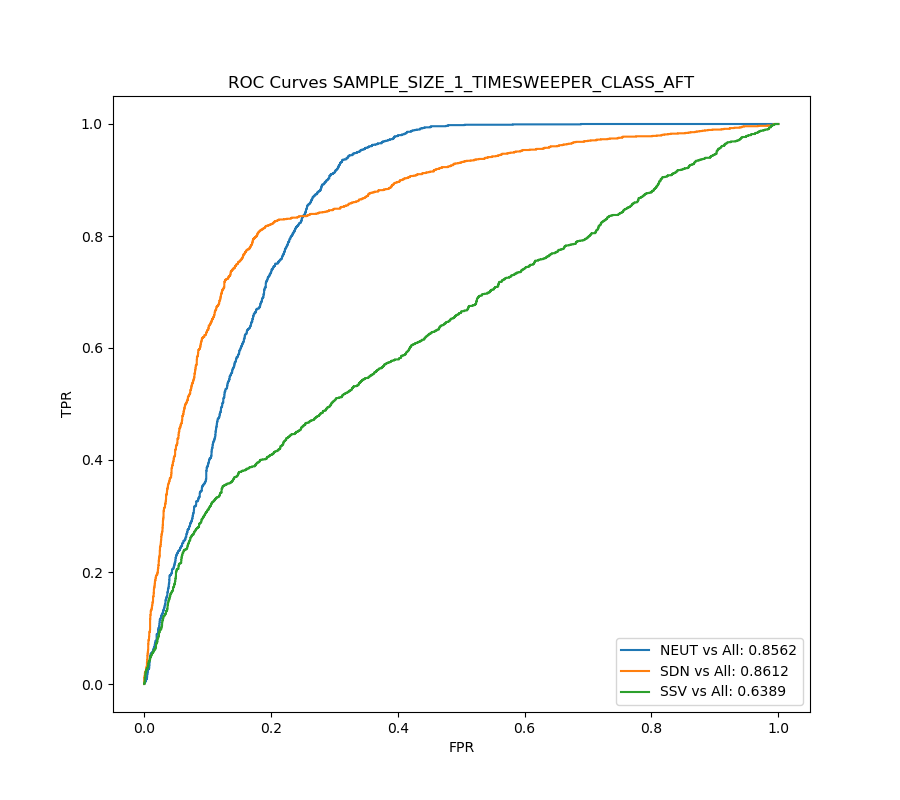 ROC Curves SAMPLE_SIZE_1_TIMESWEEPER_CLASS_AFT
1.0
0.8
0.6
0.4
0.2
0.0
TPR
NEUT vs All: 0.8562
SDN vs All: 0.8612
SSV vs All: 0.6389
0.0 0.2 0.4 0.6 0.8 1.0
FPR